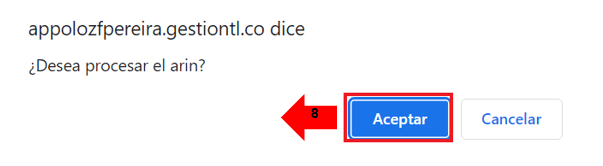 appolozfpereira.gestiontl.co dice
¿Desea procesar el arin?
8
Aceptar
Cancelar